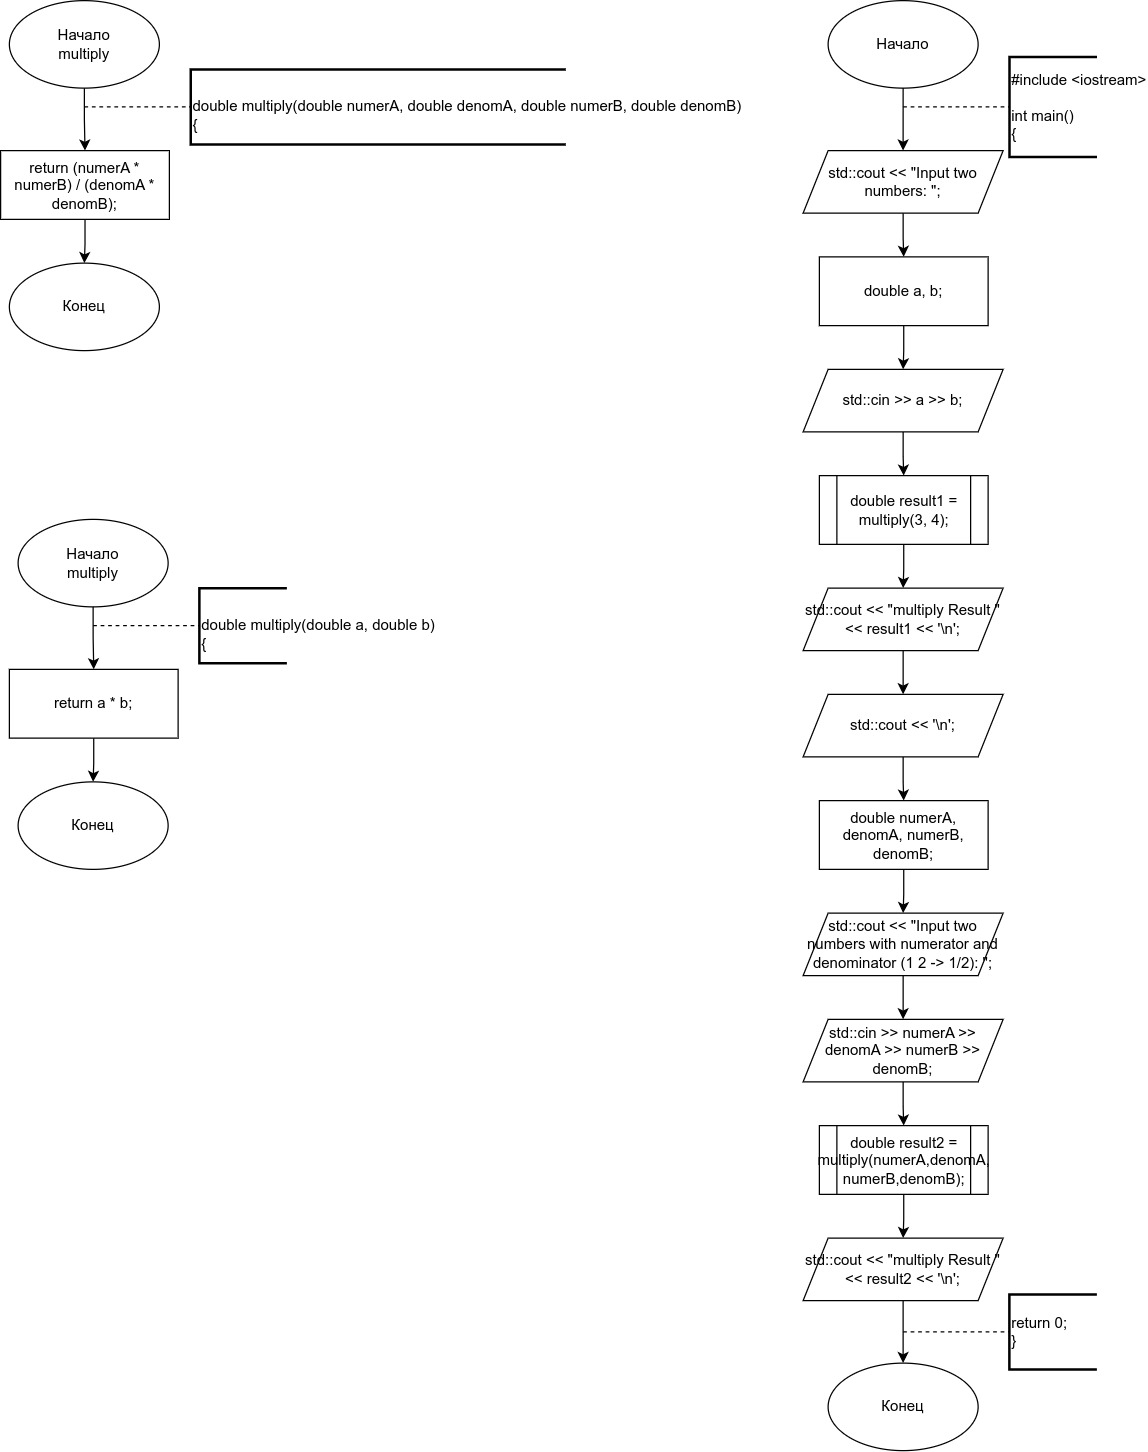 Начало
multiply
double multiply(double numerA, double denomA, double numerB, double denomB)
{
return (numerA *
numerB) / (denomA *
denomB);
Конец
Начало
multiply
double multiply(double a, double b)
{
return a * b;
Конец
Начало
#include <iostream>
int main()
{
std::cout << "Input two
numbers: ";
double a, b;
std::cin >> a >> b;
double result1 =
multiply(3, 4);
std::cout << "multiply Result "
<< result1 << '\n';
std::cout << '\n';
double numerA,
denomA, numerB,
denomB;
std::cout << "Input two
numbers with numerator and
denominator (1 2 -> 1/2): ";
std::cin >> numerA >>
denomA >> numerB >>
denomB;
double result2 =
multiply(numerA,denomA,
numerB,denomB);
std::cout << "multiply Result "
<< result2 << '\n';
return 0;
}
Конец